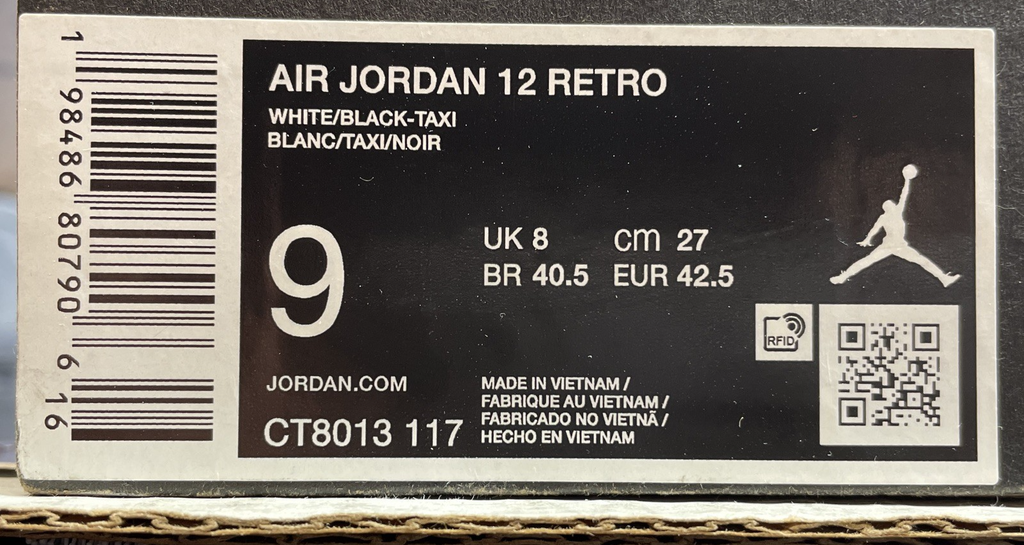 1 98486 80790 6 16
AIR JORDAN 12 RETRO
WHITE/BLACK-TAXI
BLANC/TAXI/NOIR
9
UK 8 cm 27
BR 40.5 EUR 42.5
RFID
JORDAN.COM
CT8013 117
MADE IN VIETNAM /
FABRIQUE AU VIETNAM /
FABRICADO NO VIETNÃ /
HECHO EN VIETNAM